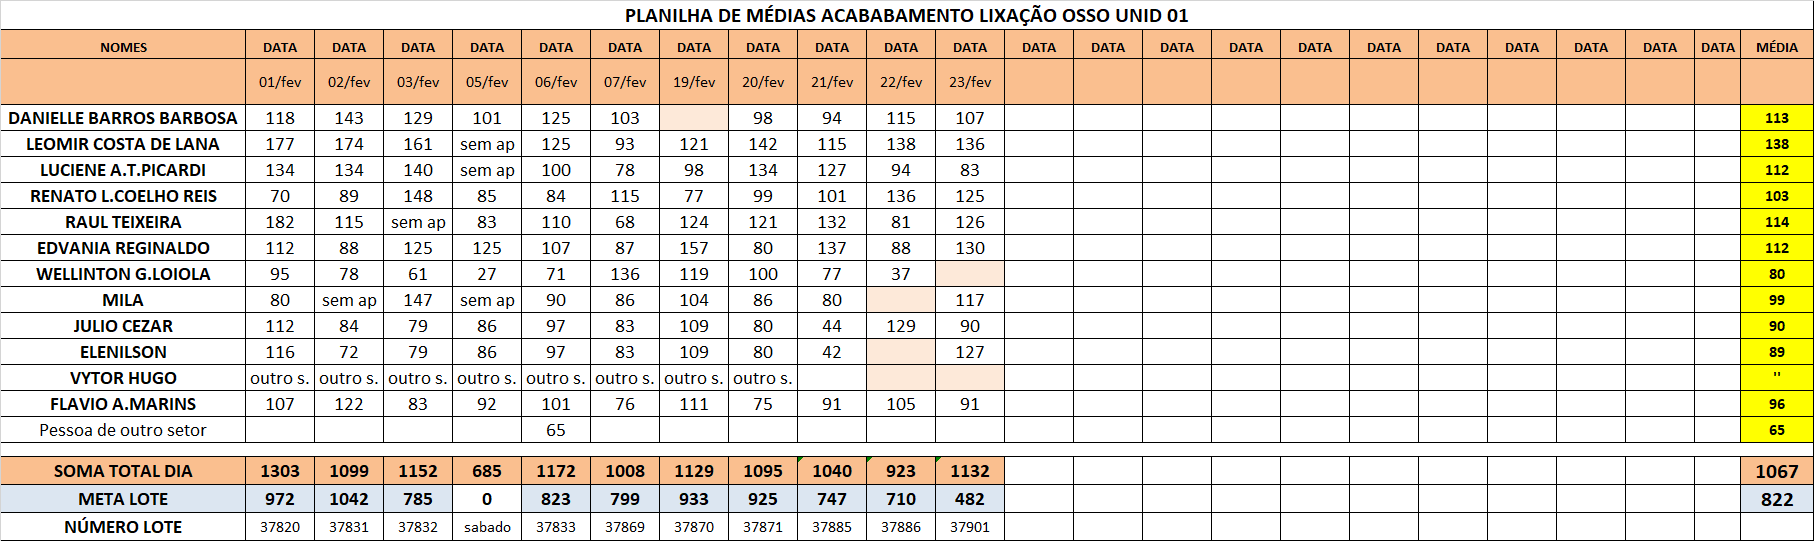 PLANILHA DE MÉDIAS ACABABAMENTO LIXAÇÃO OSSO UNID 01
NOMES DATA DATA DATA DATA DATA DATA DATA DATA DATA DATA DATA DATA DATA DATA DATA DATA DATA DATA DATA DATA DATA DATA MÉDIA
01/fev 02/fev 03/fev 05/fev 06/fev 07/fev 19/fev 20/fev 21/fev 22/fev 23/fev
DANIELLE BARROS BARBOSA 118 143 129 101 125 103 98 94 115 107 113
LEOMIR COSTA DE LANA 177 174 161 sem ap 125 93 121 142 115 138 136 138
LUCIENE A.T.PICARDI 134 134 140 sem ap 100 78 98 134 127 94 83 112
RENATO L.COELHO REIS 70 89 148 85 84 115 77 99 101 136 125 103
RAUL TEIXEIRA 182 115 sem ap 83 110 68 124 121 132 81 126 114
EDVANIA REGINALDO 112 88 125 125 107 87 157 80 137 88 130 112
WELLINTON G.LOIOLA 95 78 61 27 71 136 119 100 77 37 80
MILA 80 sem ap 147 sem ap 90 86 104 86 80 117 99
JULIO CEZAR 112 84 79 86 97 83 109 80 44 129 90 90
ELENILSON 116 72 79 86 97 83 109 80 42 127 89
VYTOR HUGO outro s. outro s. outro s. outro s. outro s. outro s. outro s. outro s. "
FLAVIO A.MARINS 107 122 83 92 101 76 111 75 91 105 91 96
Pessoa de outro setor 65 65
SOMA TOTAL DIA 1303 1099 1152 685 1172 1008 1129 1095 1040 923 1132 1067
META LOTE 972 1042 785 0 823 799 933 925 747 710 482 822
NÚMERO LOTE 37820 37831 37832 sabado 37833 37869 37870 37871 37885 37886 37901